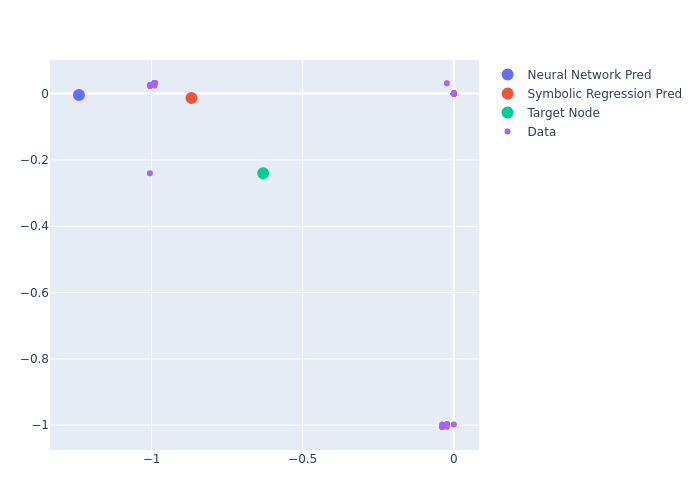 Neural Network Pred
Symbolic Regression Pred
Target Node
Data
0
−0.2
−0.4
−0.6
−0.8
−1
−1
−0.5
0